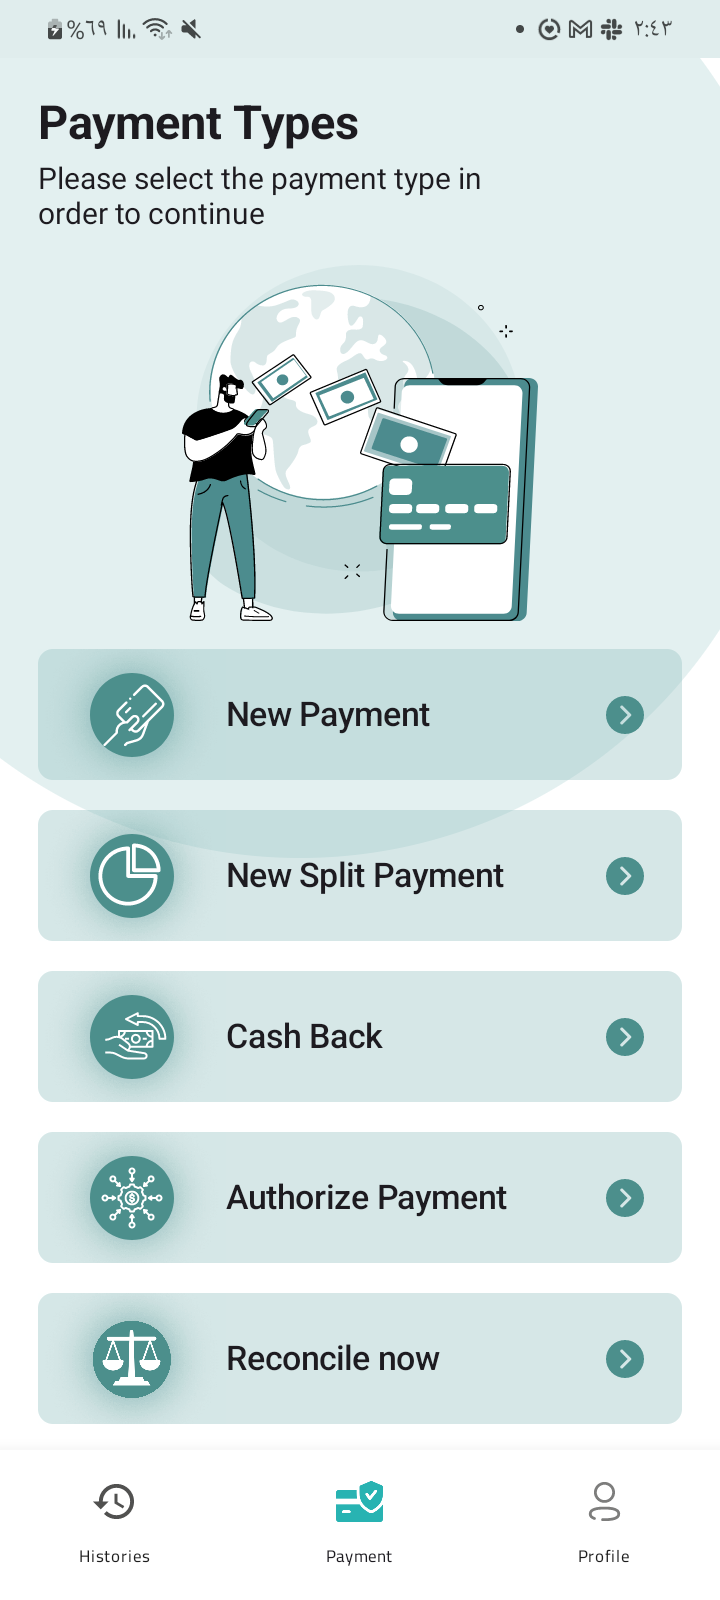 %٦٩
٢:٤٣
Payment Types
Please select the payment type in
order to continue
New Payment
New Split Payment
Cash Back
Authorize Payment
Reconcile now
Histories
Payment
Profile